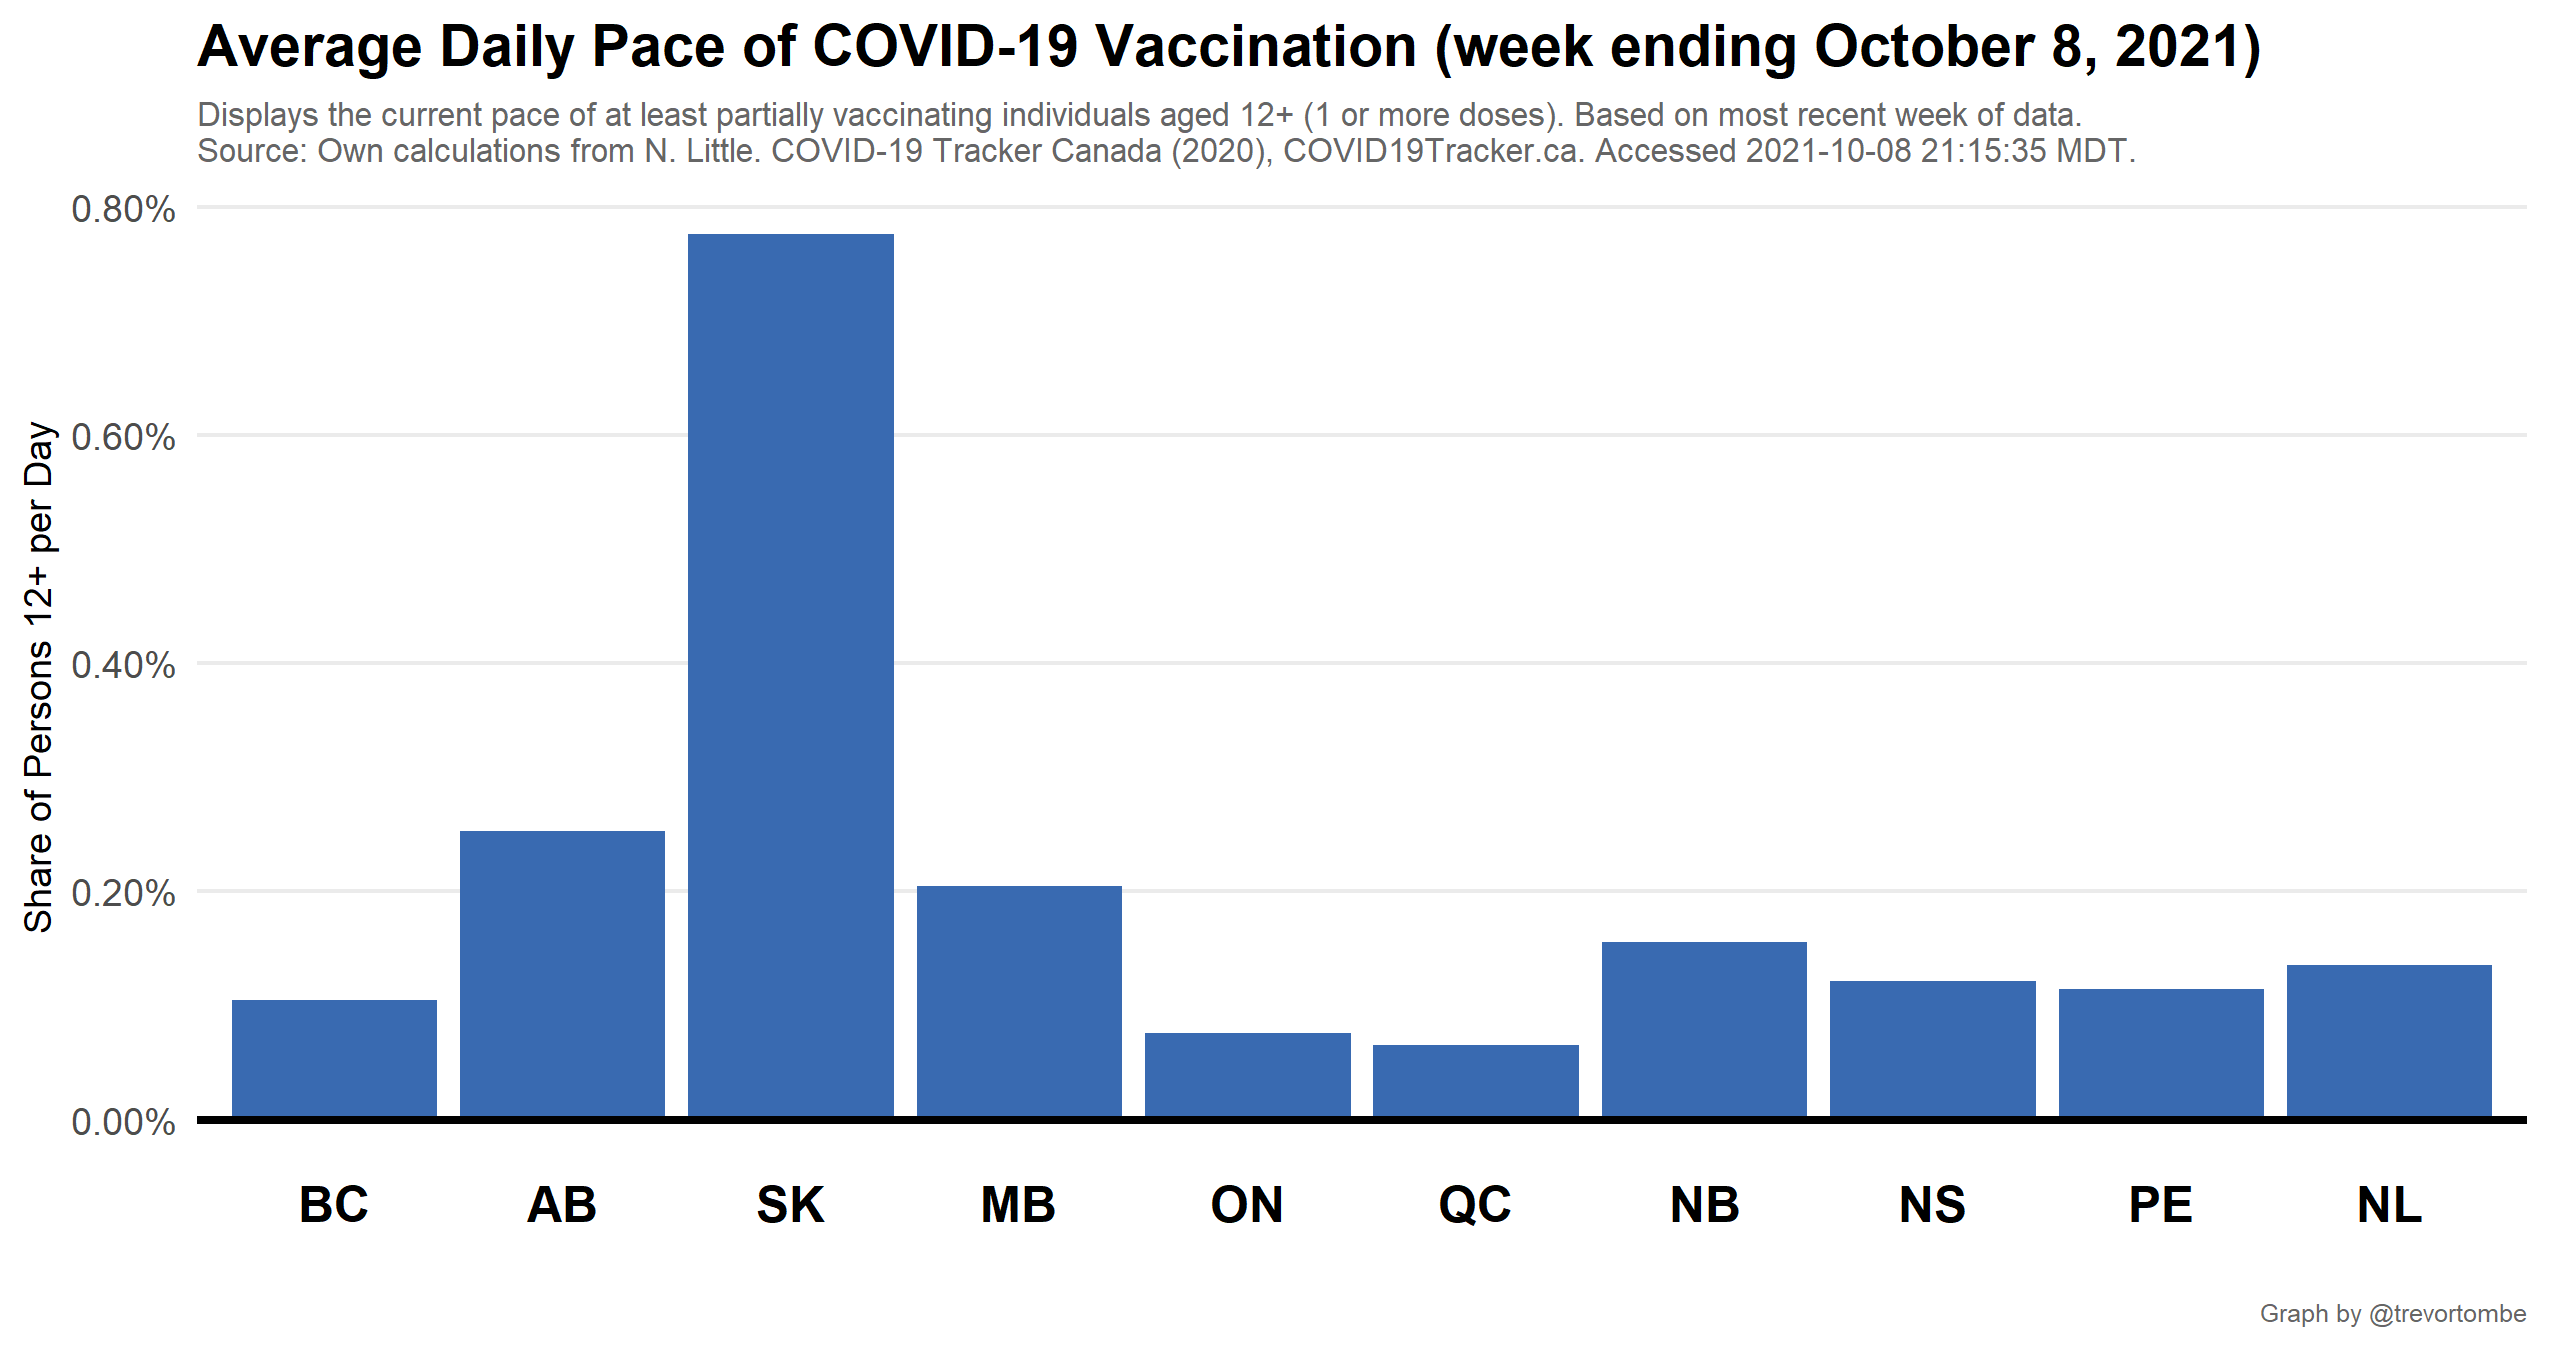 Average Daily Pace of COVID-19 Vaccination (week ending October 8, 2021)
Displays the current pace of at least partially vaccinating individuals aged 12+ (1 or more doses). Based on most recent week of data.
Source: Own calculations from N. Little. COVID-19 Tracker Canada (2020), COVID19Tracker.ca. Accessed 2021-10-08 21:15:35 MDT.
Share of Persons 12+ per Day
0.80%
0.60%
0.40%
0.20%
0.00%
BC AB SK MB ON QC NB NS PE NL
Graph by @trevortombe